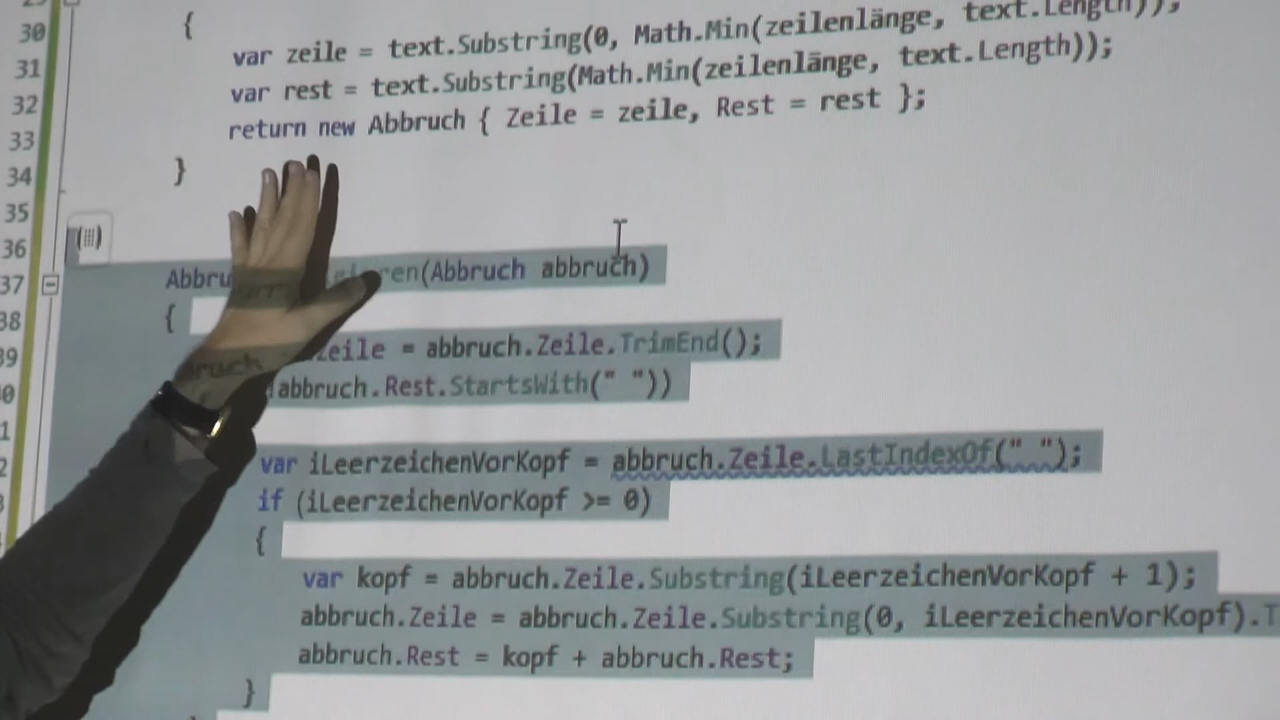 30 {
31 var zeile = text.Substring(0, Math.Min(zeilenlänge, text.Length));
32 var rest = text.Substring(Math.Min(zeilenlänge, text.Length));
33 return new Abbruch { Zeile = zeile, Rest = rest };
34 }
35
36
37 (Abbruch abbruch)
38 {
39 Zeile = abbruch.Zeile.TrimEnd();
abbruch.Rest.StartsWith(" "))
var iLeerzeichenVorKopf = abbruch.Zeile.LastIndexOf(" ");
if (iLeerzeichenVorKopf >= 0)
{
var kopf = abbruch.Zeile.Substring(iLeerzeichenVorKopf + 1);
abbruch.Zeile = abbruch.Zeile.Substring(0, iLeerzeichenVorKopf).T
abbruch.Rest = kopf + abbruch.Rest;
}